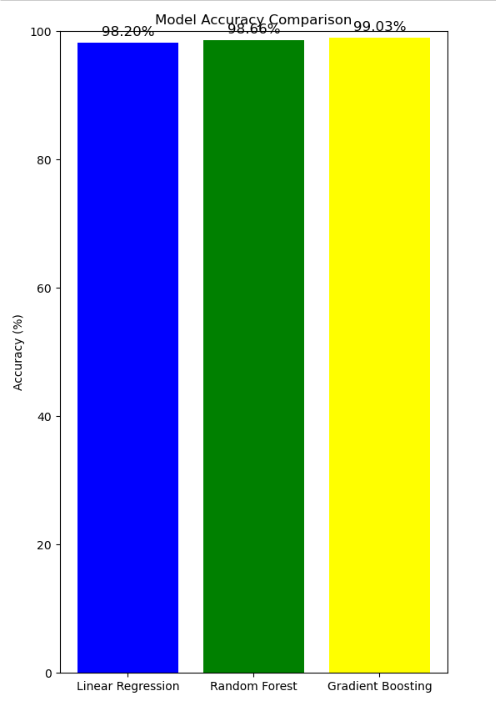 Model Accuracy Comparison
98.20%
98.66%
99.03%
100
80
60
40
20
0
Accuracy (%)
Linear Regression
Random Forest
Gradient Boosting